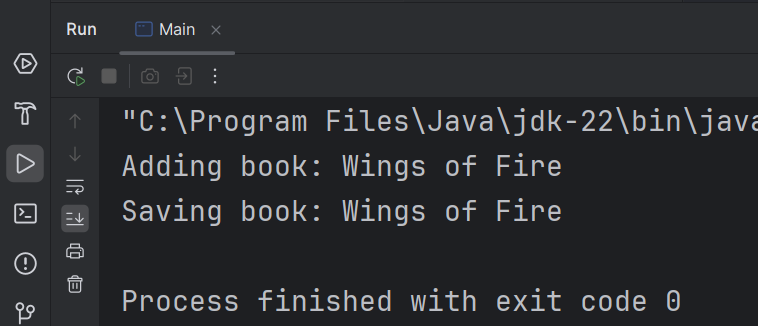 Run
Main
"C:\Program Files\Java\jdk-22\bin\java
Adding book: Wings of Fire
Saving book: Wings of Fire
Process finished with exit code 0